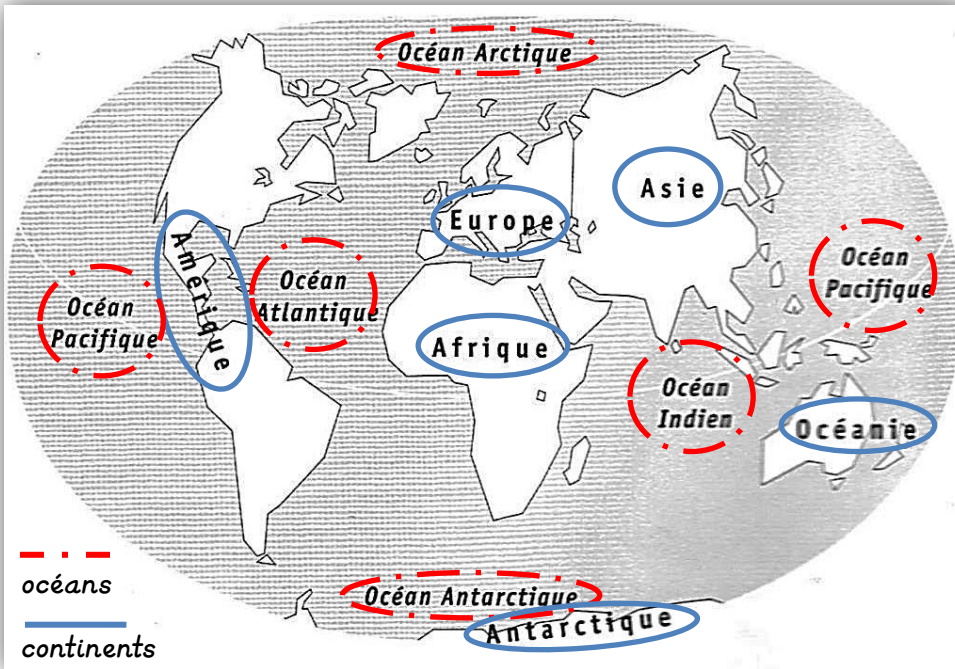 Océan Arctique
Asie
Europe
Amérique
Océan
Pacifique
Océan
Atlantique
Océan
Pacifique
Afrique
Océan
Indien
Océanie
océans
Océan Antarctique
Antarctique
continents